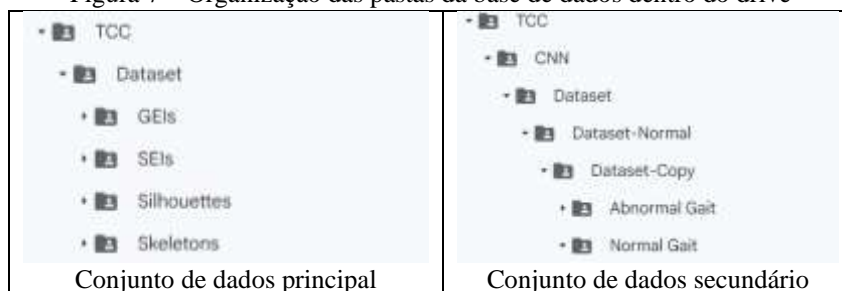 Figura 7 – Organização das pastas da base de dados dentro do drive
TCC
Dataset
GEIs
SEIs
Silhouettes
Skeletons
Conjunto de dados principal
TCC
CNN
Dataset
Dataset-Normal
Dataset-Copy
Abnormal Gait
Normal Gait
Conjunto de dados secundário